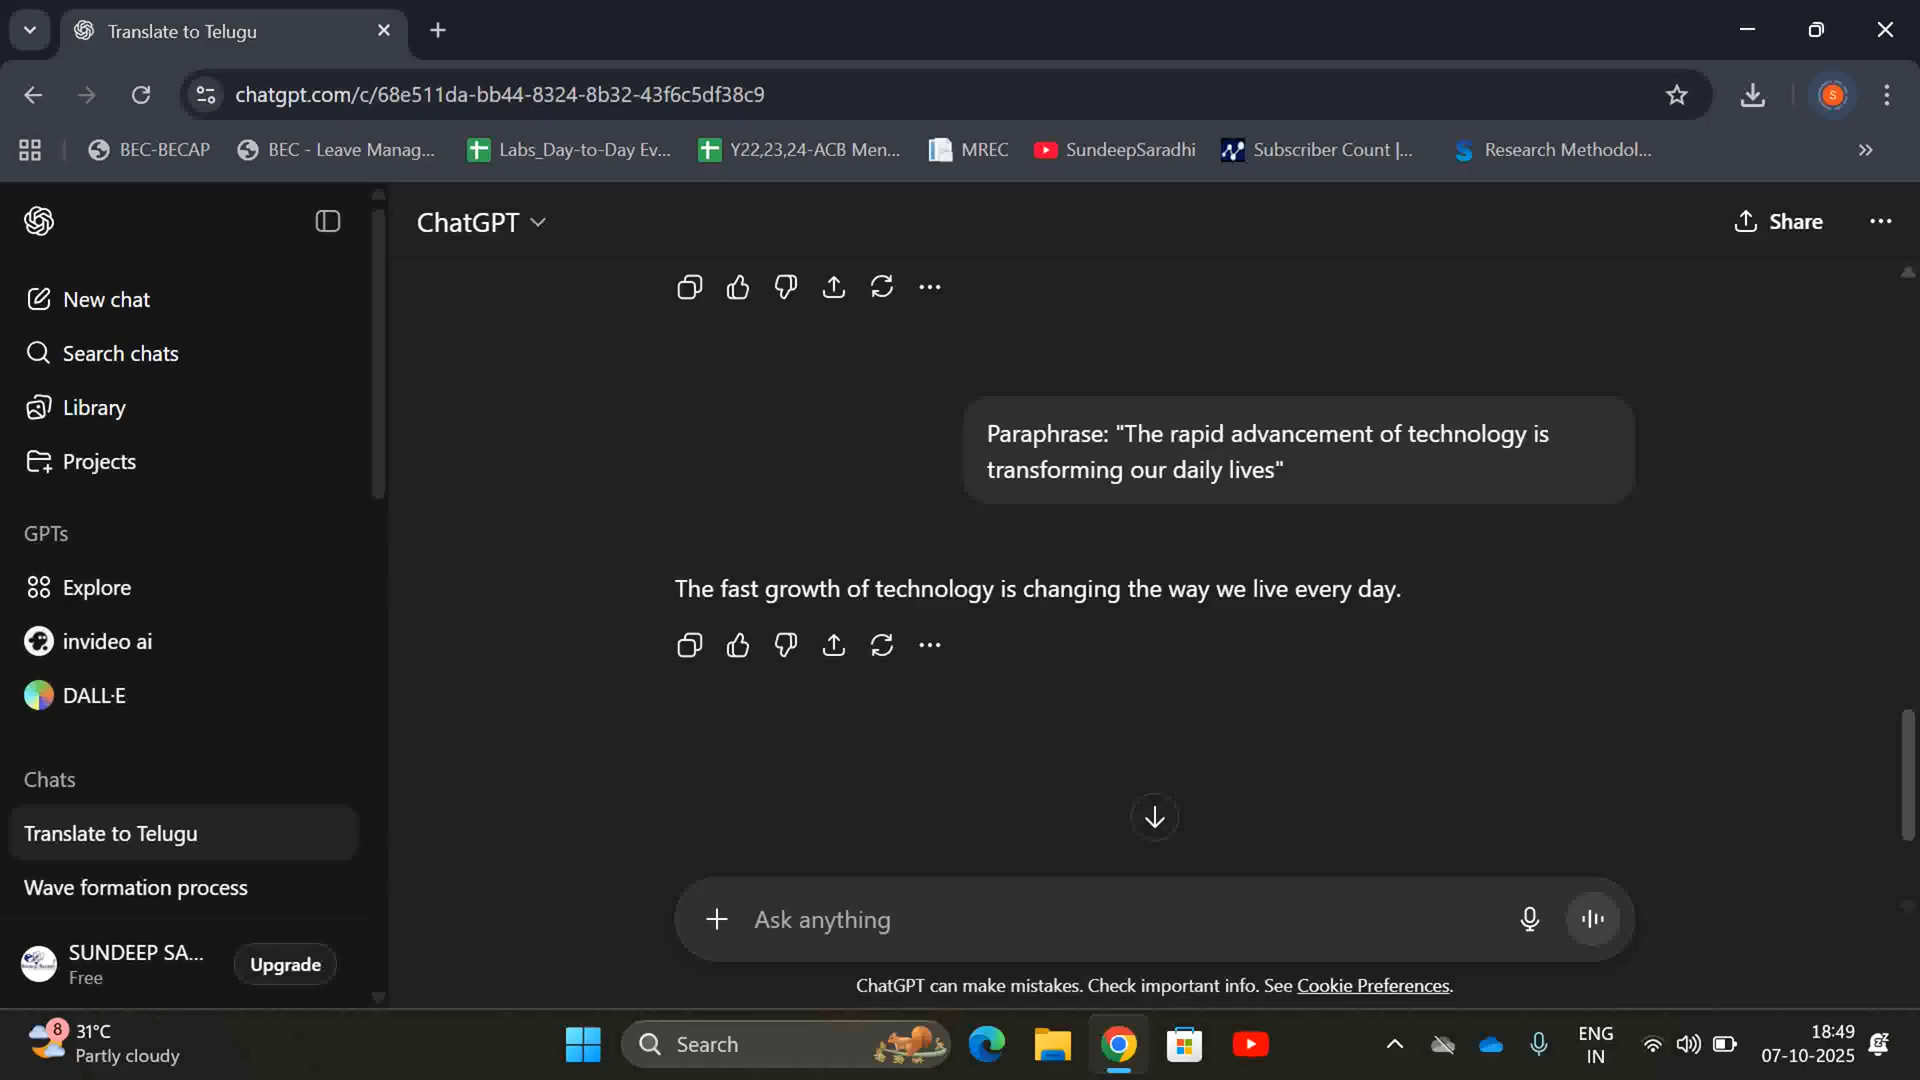 Translate to Telugu
chatgpt.com/c/68e511da-bb44-8324-8b32-43f6c5df38c9
S
BEC-BECAP
BEC - Leave Manag...
Labs_Day-to-Day Ev...
Y22,23,24-ACB Men...
MREC
SundeepSaradhi
Subscriber Count |...
Research Methodol...
ChatGPT
Share
New chat
Search chats
Library
Projects
GPTs
Explore
invideo ai
DALL·E
Chats
Translate to Telugu
Wave formation process
SUNDEEP SA...
Free
Upgrade
Paraphrase: "The rapid advancement of technology is
transforming our daily lives"
The fast growth of technology is changing the way we live every day.
Ask anything
ChatGPT can make mistakes. Check important info. See Cookie Preferences.
8
31°C
Partly cloudy
Search
ENG
IN
18:49
07-10-2025